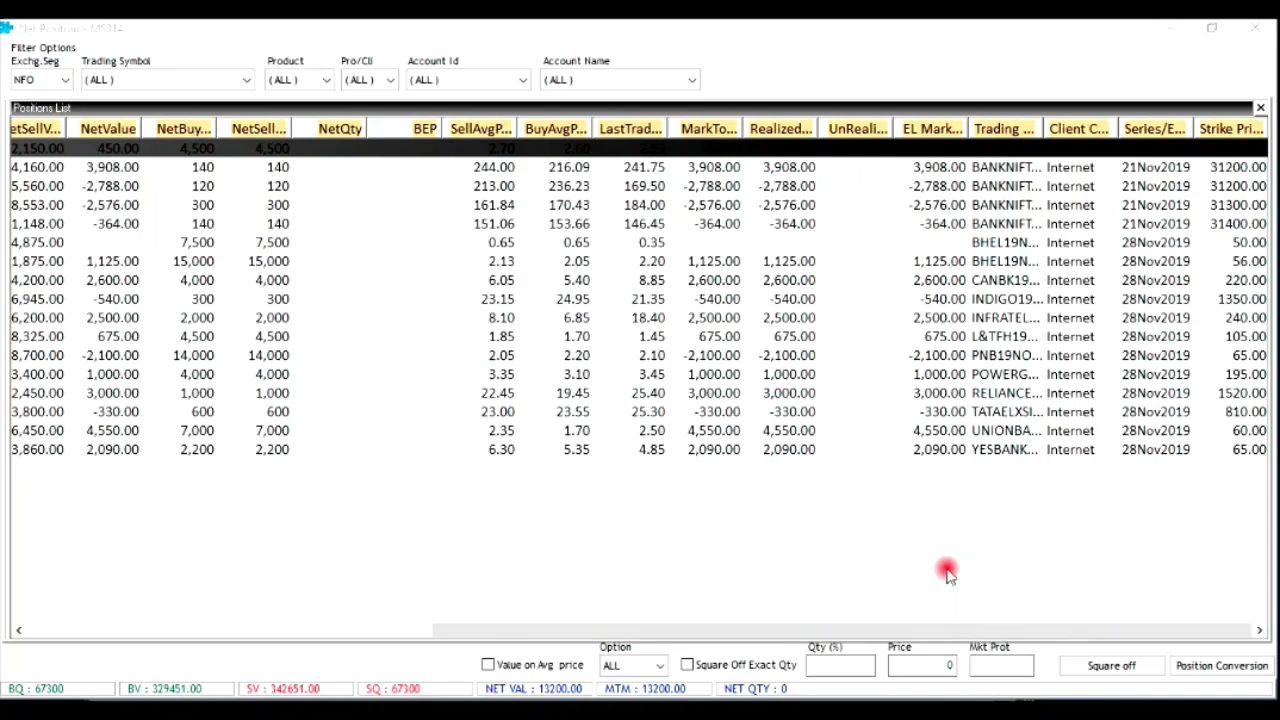 Net Position - MS314
Filter Options
Exchg.Seg Trading Symbol Product Pro/Cli Account Id Account Name
NFO (ALL ) (ALL ) (ALL ) (ALL ) (ALL )
Positions List
etSellV... NetValue NetBuy... NetSell... NetQty BEP SellAvgP... BuyAvgP... LastTrad... MarkTo... Realized... UnReali... EL Mark... Trading ... Client C... Series/E... Strike Pri...
2,150.00 450.00 4,500 4,500 2.70 2.60
4,160.00 3,908.00 140 140 244.00 216.09 241.75 3,908.00 3,908.00 3,908.00 BANKNIFT... Internet 21Nov2019 31200.00
5,560.00 -2,788.00 120 120 213.00 236.23 169.50 -2,788.00 -2,788.00 -2,788.00 BANKNIFT... Internet 21Nov2019 31200.00
8,553.00 -2,576.00 300 300 161.84 170.43 184.00 -2,576.00 -2,576.00 -2,576.00 BANKNIFT... Internet 21Nov2019 31300.00
1,148.00 -364.00 140 140 151.06 153.66 146.45 -364.00 -364.00 -364.00 BANKNIFT... Internet 21Nov2019 31400.00
4,875.00 7,500 7,500 0.65 0.65 0.35 BHEL19N... Internet 28Nov2019 50.00
1,875.00 1,125.00 15,000 15,000 2.13 2.05 2.20 1,125.00 1,125.00 1,125.00 BHEL19N... Internet 28Nov2019 56.00
4,200.00 2,600.00 4,000 4,000 6.05 5.40 8.85 2,600.00 2,600.00 2,600.00 CANBK19... Internet 28Nov2019 220.00
6,945.00 -540.00 300 300 23.15 24.95 21.35 -540.00 -540.00 -540.00 INDIGO19... Internet 28Nov2019 1350.00
6,200.00 2,500.00 2,000 2,000 8.10 6.85 18.40 2,500.00 2,500.00 2,500.00 INFRATEL... Internet 28Nov2019 240.00
8,325.00 675.00 4,500 4,500 1.85 1.70 1.45 675.00 675.00 675.00 L&TFH19... Internet 28Nov2019 105.00
8,700.00 -2,100.00 14,000 14,000 2.05 2.20 2.10 -2,100.00 -2,100.00 -2,100.00 PNB19NO... Internet 28Nov2019 65.00
3,400.00 1,000.00 4,000 4,000 3.35 3.10 3.45 1,000.00 1,000.00 1,000.00 POWERG... Internet 28Nov2019 195.00
2,450.00 3,000.00 1,000 1,000 22.45 19.45 25.40 3,000.00 3,000.00 3,000.00 RELIANCE... Internet 28Nov2019 1520.00
3,800.00 -330.00 600 600 23.00 23.55 25.30 -330.00 -330.00 -330.00 TATAELXSI... Internet 28Nov2019 810.00
6,450.00 4,550.00 7,000 7,000 2.35 1.70 2.50 4,550.00 4,550.00 4,550.00 UNIONBA... Internet 28Nov2019 60.00
3,860.00 2,090.00 2,200 2,200 6.30 5.35 4.85 2,090.00 2,090.00 2,090.00 YESBANK... Internet 28Nov2019 65.00
Option Qty (%) Price Mkt Prot
Value on Avg price ALL Square Off Exact Qty 0 Square off Position Conversion
BQ : 67300 BV : 329451.00 SV : 342651.00 SQ : 67300 NET VAL : 13200.00 MTM : 13200.00 NET QTY : 0